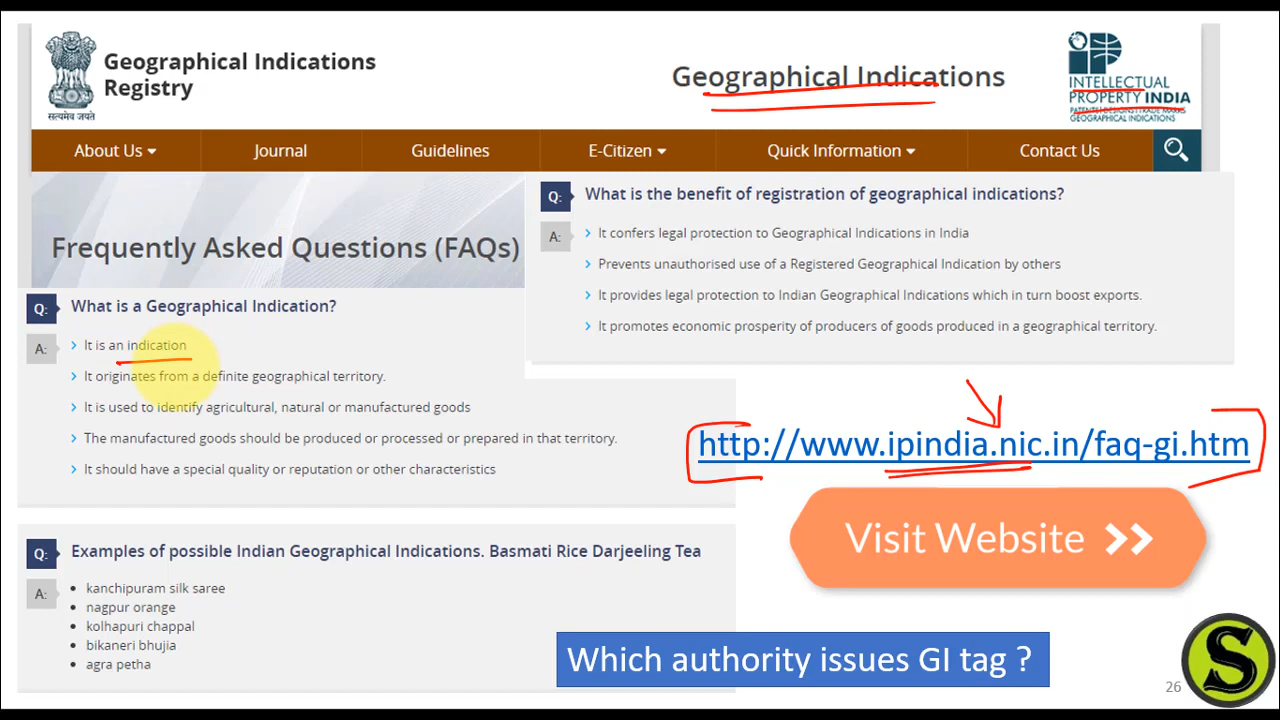 Geographical Indications
Registry
सत्यमेव जयते
Geographical Indications
INTELLECTUAL
PROPERTY INDIA
PATENTS | DESIGNS | TRADE MARKS
GEOGRAPHICAL INDICATIONS
About Us
Journal
Guidelines
E-Citizen
Quick Information
Contact Us
Frequently Asked Questions (FAQs)
Q: What is the benefit of registration of geographical indications?
A: It confers legal protection to Geographical Indications in India
Prevents unauthorised use of a Registered Geographical Indication by others
It provides legal protection to Indian Geographical Indications which in turn boost exports.
It promotes economic prosperity of producers of goods produced in a geographical territory.
Q: What is a Geographical Indication?
A: It is an indication
It originates from a definite geographical territory.
It is used to identify agricultural, natural or manufactured goods
The manufactured goods should be produced or processed or prepared in that territory.
It should have a special quality or reputation or other characteristics
http://www.ipindia.nic.in/faq-gi.htm
Visit Website >>
Q: Examples of possible Indian Geographical Indications. Basmati Rice Darjeeling Tea
A: • kanchipuram silk saree
• nagpur orange
• kolhapuri chappal
• bikaneri bhujia
• agra petha
Which authority issues GI tag ?
26
S